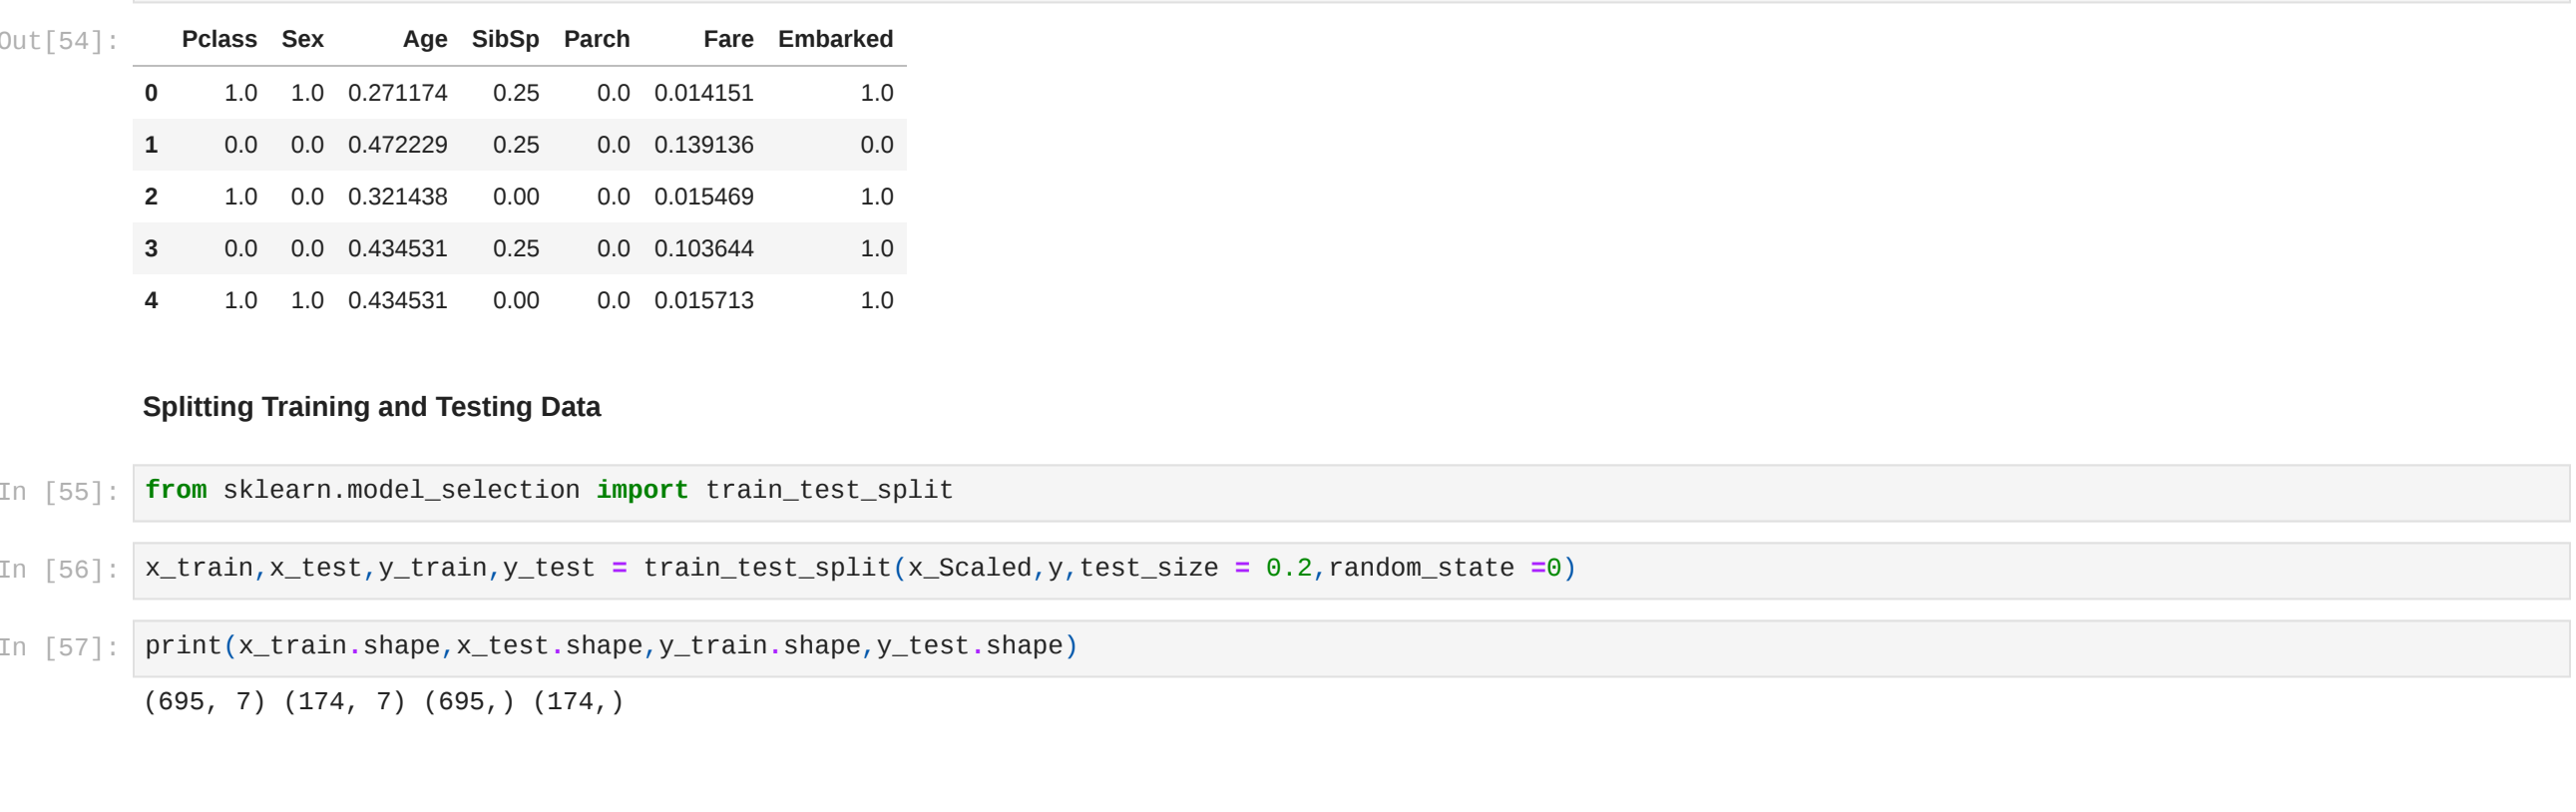 Out[54]: Pclass Sex Age SibSp Parch Fare Embarked
0 1.0 1.0 0.271174 0.25 0.0 0.014151 1.0
1 0.0 0.0 0.472229 0.25 0.0 0.139136 0.0
2 1.0 0.0 0.321438 0.00 0.0 0.015469 1.0
3 0.0 0.0 0.434531 0.25 0.0 0.103644 1.0
4 1.0 1.0 0.434531 0.00 0.0 0.015713 1.0
Splitting Training and Testing Data
In [55]: from sklearn.model_selection import train_test_split
In [56]: x_train,x_test,y_train,y_test = train_test_split(x_Scaled,y,test_size = 0.2,random_state =0)
In [57]: print(x_train.shape,x_test.shape,y_train.shape,y_test.shape)
(695, 7) (174, 7) (695,) (174,)